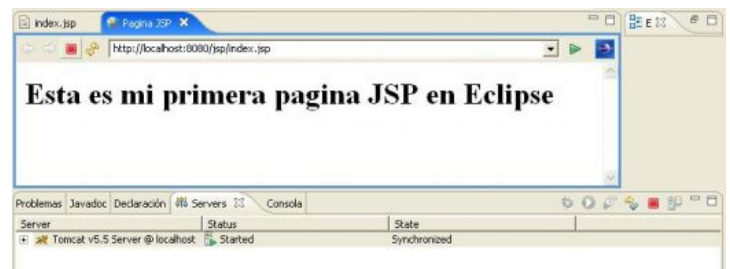 index.jsp Pagina JSP E
http://localhost:8080/jsp/index.jsp
Esta es mi primera pagina JSP en Eclipse
Problemas Javadoc Declaración Servers Consola
Server Status State
Tomcat v5.5 Server @ localhost Started Synchronized